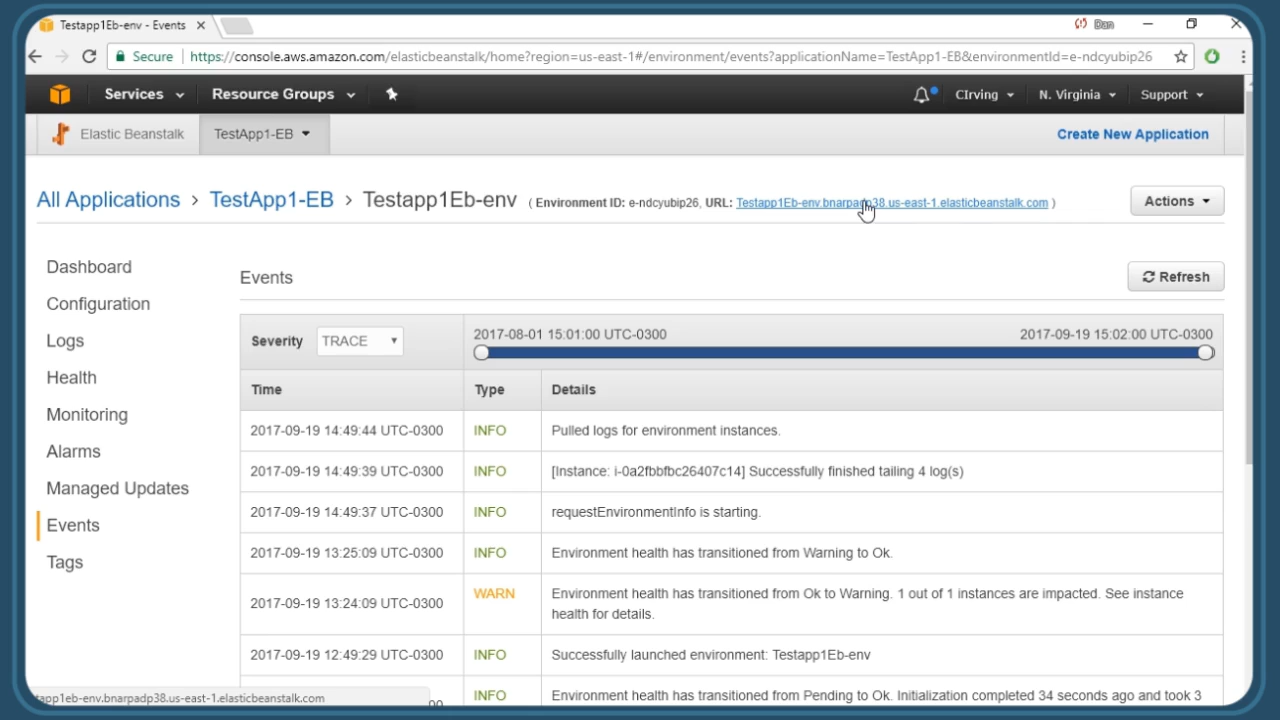 Testapp1Eb-env - Events
Dan
Secure
https://console.aws.amazon.com/elasticbeanstalk/home?region=us-east-1#/environment/events?applicationName=TestApp1-EB&environmentId=e-ndcyubip26
Services
Resource Groups
CIrving
N. Virginia
Support
Elastic Beanstalk
TestApp1-EB
Create New Application
All Applications > TestApp1-EB > Testapp1Eb-env ( Environment ID: e-ndcyubip26, URL: Testapp1Eb-env.bnarpadp38.us-east-1.elasticbeanstalk.com )
Actions
Dashboard
Configuration
Logs
Health
Monitoring
Alarms
Managed Updates
Events
Tags
Events
Refresh
Severity
TRACE
2017-08-01 15:01:00 UTC-0300
2017-09-19 15:02:00 UTC-0300
Time Type Details
2017-09-19 14:49:44 UTC-0300 INFO Pulled logs for environment instances.
2017-09-19 14:49:39 UTC-0300 INFO [Instance: i-0a2fbbfbc26407c14] Successfully finished tailing 4 log(s)
2017-09-19 14:49:37 UTC-0300 INFO requestEnvironmentInfo is starting.
2017-09-19 13:25:09 UTC-0300 INFO Environment health has transitioned from Warning to Ok.
2017-09-19 13:24:09 UTC-0300 WARN Environment health has transitioned from Ok to Warning. 1 out of 1 instances are impacted. See instance
health for details.
2017-09-19 12:49:29 UTC-0300 INFO Successfully launched environment: Testapp1Eb-env
INFO Environment health has transitioned from Pending to Ok. Initialization completed 34 seconds ago and took 3
tapp1eb-env.bnarpadp38.us-east-1.elasticbeanstalk.com